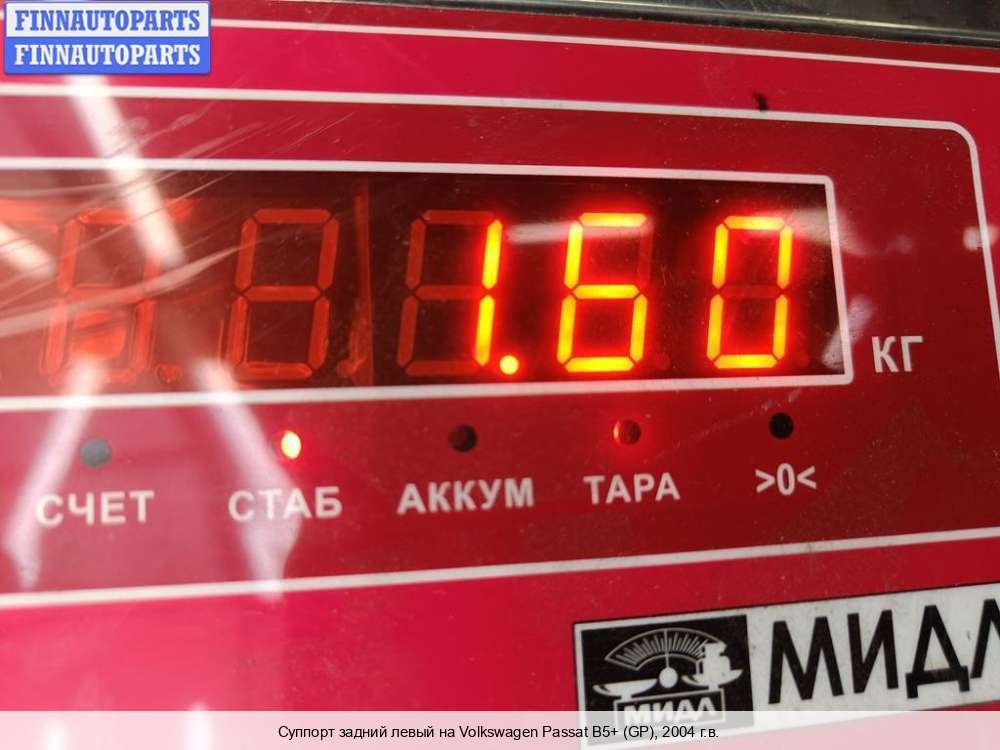 FINNAUTOPARTS
FINNAUTOPARTS
1.60
КГ
СЧЕТ СТАБ АККУМ ТАРА >0<
МИДЛ
МИДЛ
Суппорт задний левый на Volkswagen Passat B5+ (GP), 2004 г.в.